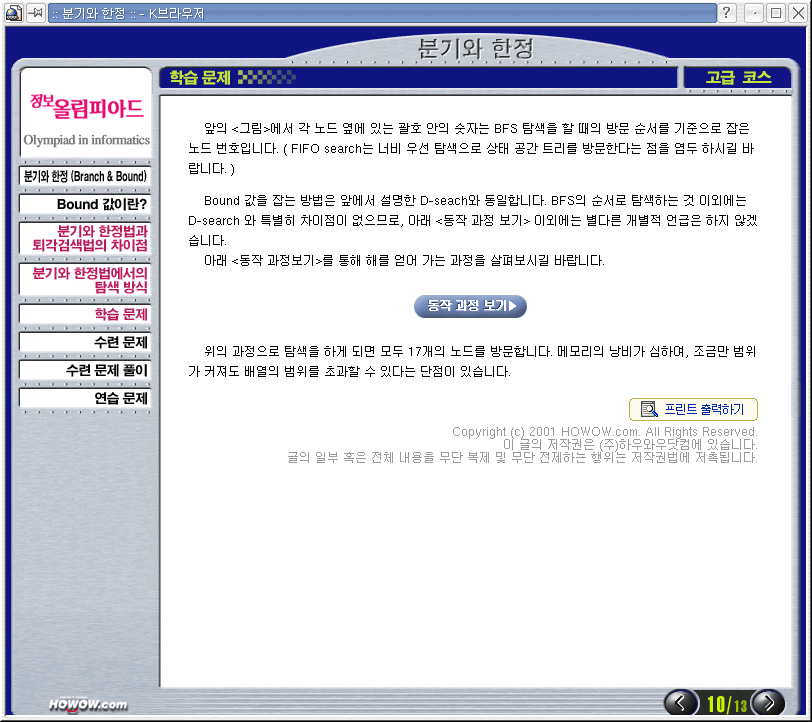 :: 분기와 한정 :: - K브라우저
분기와 한정
학습 문제
고급 코스
정보올림피아드
Olympiad in informatics
분기와 한정 (Branch & Bound)
Bound 값이란?
분기와 한정법과
퇴각검색법의 차이점
분기와 한정법에서의
탐색 방식
학습 문제
수련 문제
수련 문제 풀이
연습 문제
앞의 <그림>에서 각 노드 옆에 있는 괄호 안의 숫자는 BFS 탐색을 할 때의 방문 순서를 기준으로 잡은
노드 번호입니다. ( FIFO search는 너비 우선 탐색으로 상태 공간 트리를 방문한다는 점을 염두 하시길 바
랍니다. )
Bound 값을 잡는 방법은 앞에서 설명한 D-seach와 동일합니다. BFS의 순서로 탐색하는 것 이외에는
D-search 와 특별히 차이점이 없으므로, 아래 <동작 과정 보기> 이외에는 별다른 개별적 언급은 하지 않겠
습니다.
아래 <동작 과정보기>를 통해 해를 얻어 가는 과정을 살펴보시길 바랍니다.
동작 과정 보기
위의 과정으로 탐색을 하게 되면 모두 17개의 노드를 방문합니다. 메모리의 낭비가 심하며, 조금만 범위
가 커져도 배열의 범위를 초과할 수 있다는 단점이 있습니다.
프린트 출력하기
Copyright (c) 2001 HOWOW.com. All Rights Reserved.
이 글의 저작권은 (주)하우와우닷컴에 있습니다.
글의 일부 혹은 전체 내용을 무단 복제 및 무단 전제하는 행위는 저작권법에 저촉됩니다.
HOWOW.com
10/13